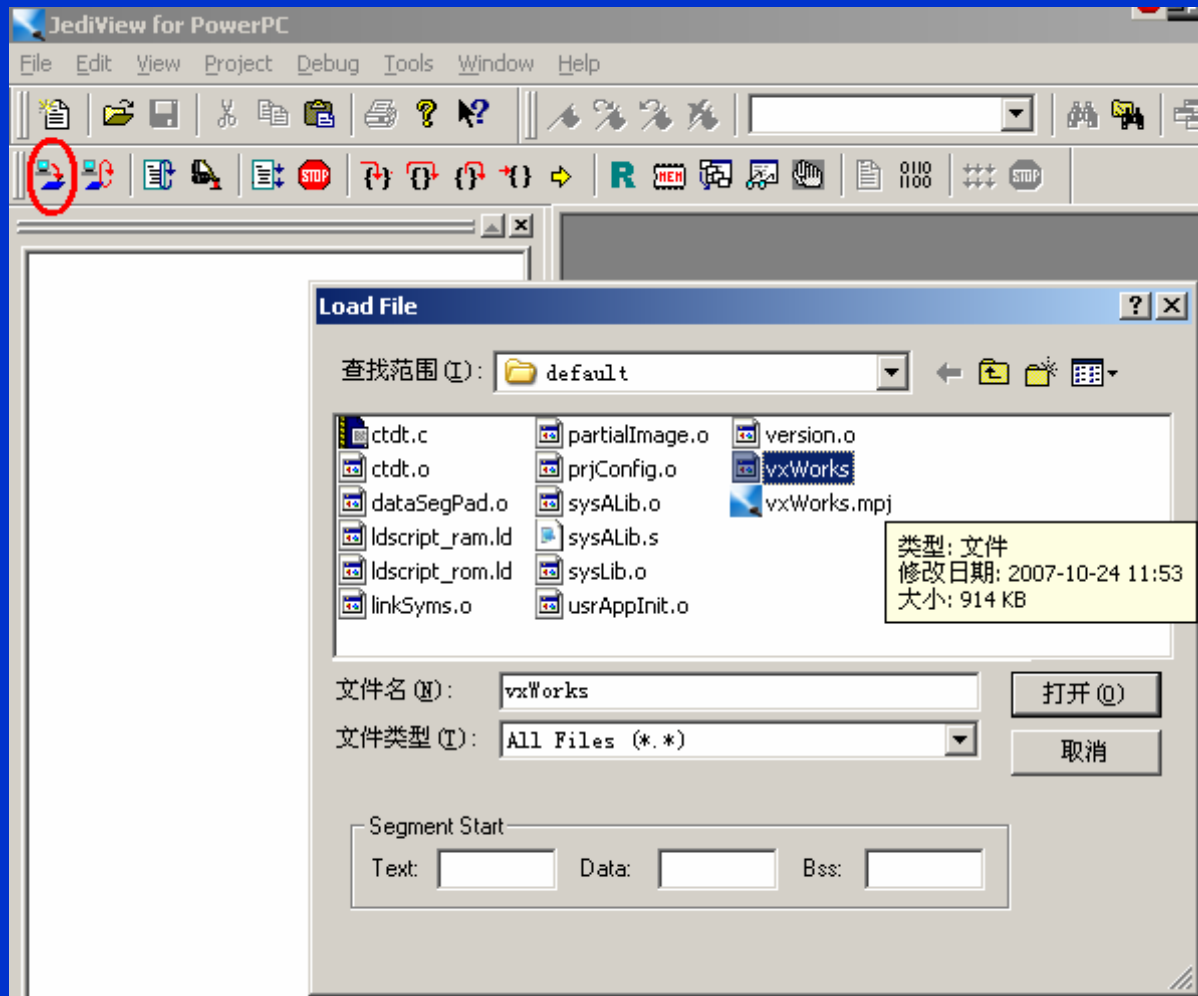 JediView for PowerPC
File Edit View Project Debug Tools Window Help
STOP R MEM 0110 1100 STOP
Load File
查找范围(I): default
ctdt.c partialImage.o version.o
ctdt.o prjConfig.o vxWorks
dataSegPad.o sysALib.o vxWorks.mpj
ldscript_ram.ld sysALib.s
ldscript_rom.ld sysLib.o
linkSyms.o usrAppInit.o
类型: 文件
修改日期: 2007-10-24 11:53
大小: 914 KB
文件名(N): vxWorks 打开(O)
文件类型(T): All Files (*.*) 取消
Segment Start
Text: Data: Bss: